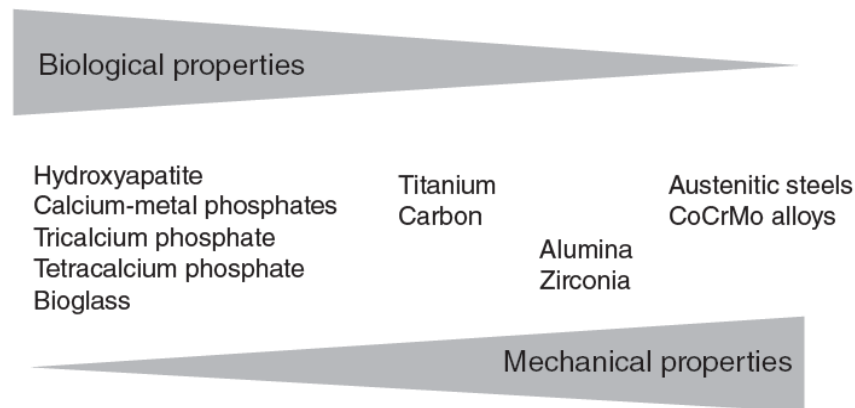 Biological properties
Hydroxyapatite
Calcium-metal phosphates
Tricalcium phosphate
Tetracalcium phosphate
Bioglass
Titanium
Carbon
Alumina
Zirconia
Austenitic steels
CoCrMo alloys
Mechanical properties